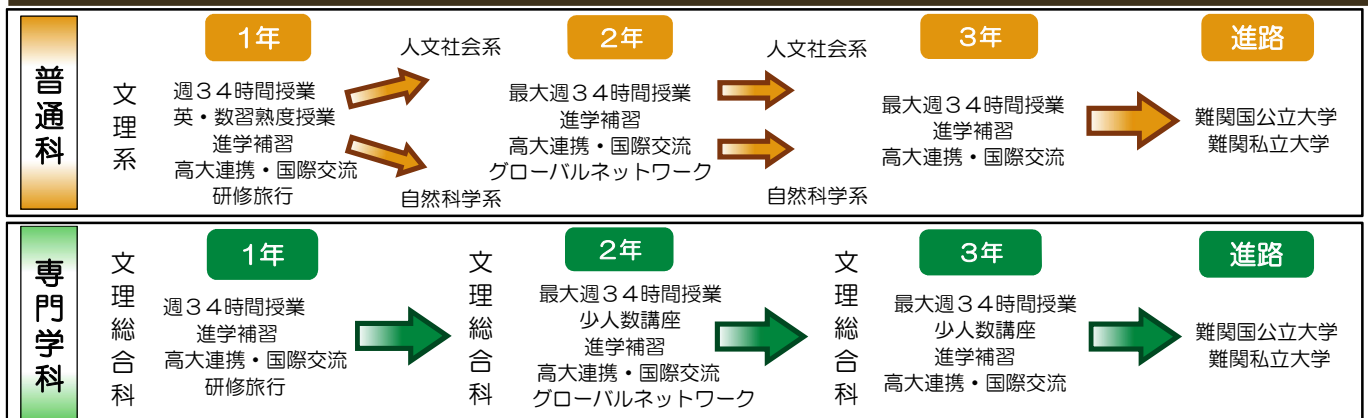 普通科
文理系
1年
週34時間授業
英・数習熟度授業
進学補習
高大連携・国際交流
研修旅行
人文社会系
自然科学系
2年
最大週34時間授業
進学補習
高大連携・国際交流
グローバルネットワーク
人文社会系
自然科学系
3年
最大週34時間授業
進学補習
高大連携・国際交流
進路
難関国公立大学
難関私立大学
専門学科
文理総合科
1年
週34時間授業
進学補習
高大連携・国際交流
研修旅行
文理総合科
2年
最大週34時間授業
少人数講座
進学補習
高大連携・国際交流
グローバルネットワーク
文理総合科
3年
最大週34時間授業
少人数講座
進学補習
高大連携・国際交流
進路
難関国公立大学
難関私立大学